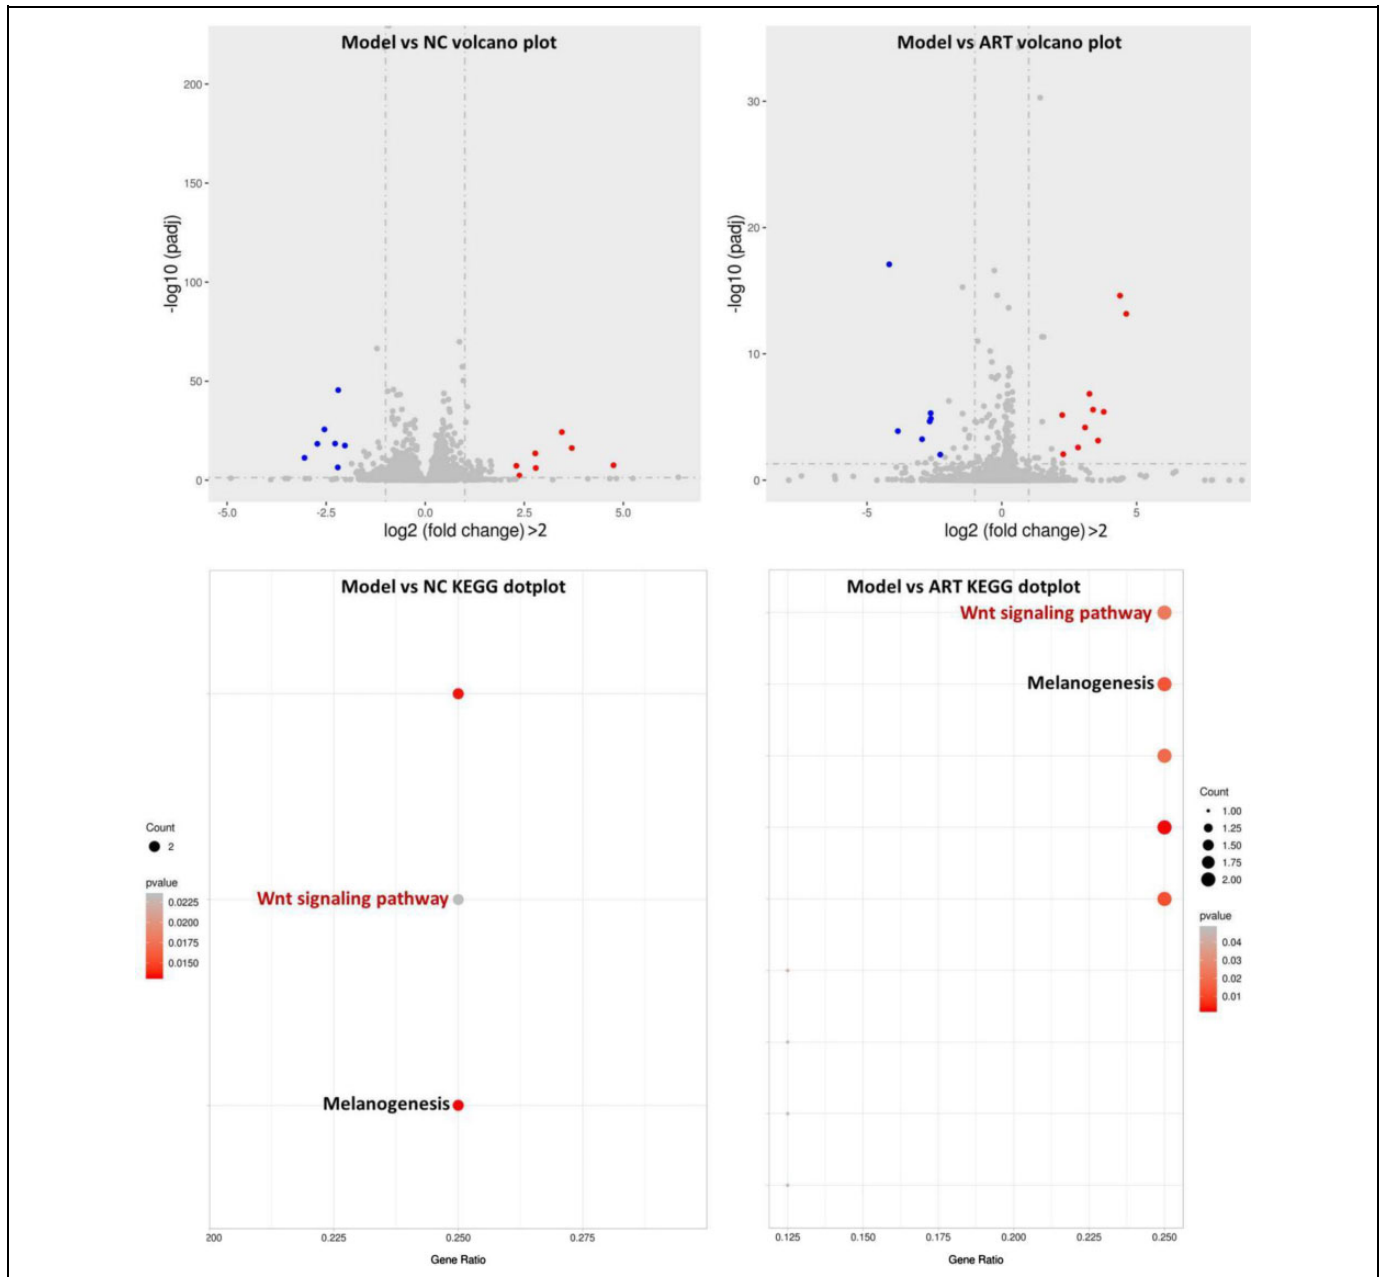 Model vs NC volcano plot
200
150
100
50
0
-log10 (padj)
-5.0 -2.5 0.0 2.5 5.0
log2 (fold change) >2
Model vs ART volcano plot
30
20
10
0
-log10 (padj)
-5 0 5
log2 (fold change) >2
Model vs NC KEGG dotplot
Wnt signaling pathway
Melanogenesis
Count
2
pvalue
0.0225
0.0200
0.0175
0.0150
200 0.225 0.250 0.275
Gene Ratio
Model vs ART KEGG dotplot
Wnt signaling pathway
Melanogenesis
Count
1.00
1.25
1.50
1.75
2.00
pvalue
0.04
0.03
0.02
0.01
0.125 0.150 0.175 0.200 0.225 0.250
Gene Ratio